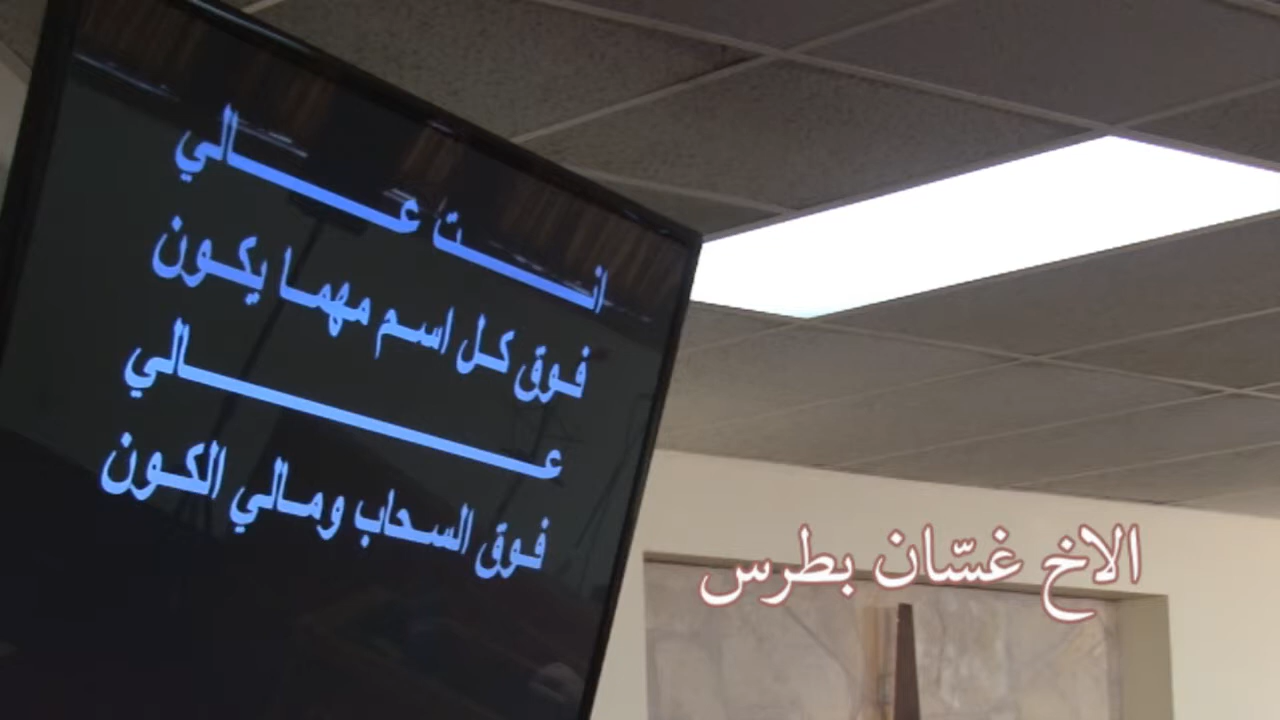 انت عالي
فوق كل اسم مهما يكون
عالي
فوق السحاب ومالي الكون
الاخ غسّان بطرس